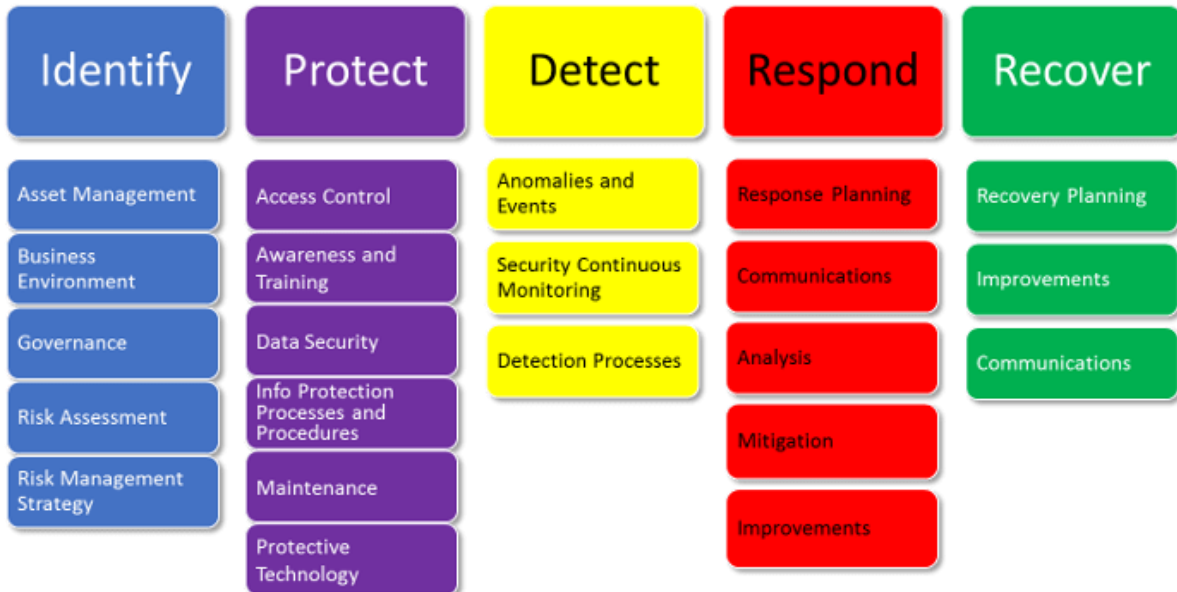 Identify
Protect
Detect
Respond
Recover
Asset Management
Business
Environment
Governance
Risk Assessment
Risk Management
Strategy
Access Control
Awareness and
Training
Data Security
Info Protection
Processes and
Procedures
Maintenance
Protective
Technology
Anomalies and
Events
Security Continuous
Monitoring
Detection Processes
Response Planning
Communications
Analysis
Mitigation
Improvements
Recovery Planning
Improvements
Communications